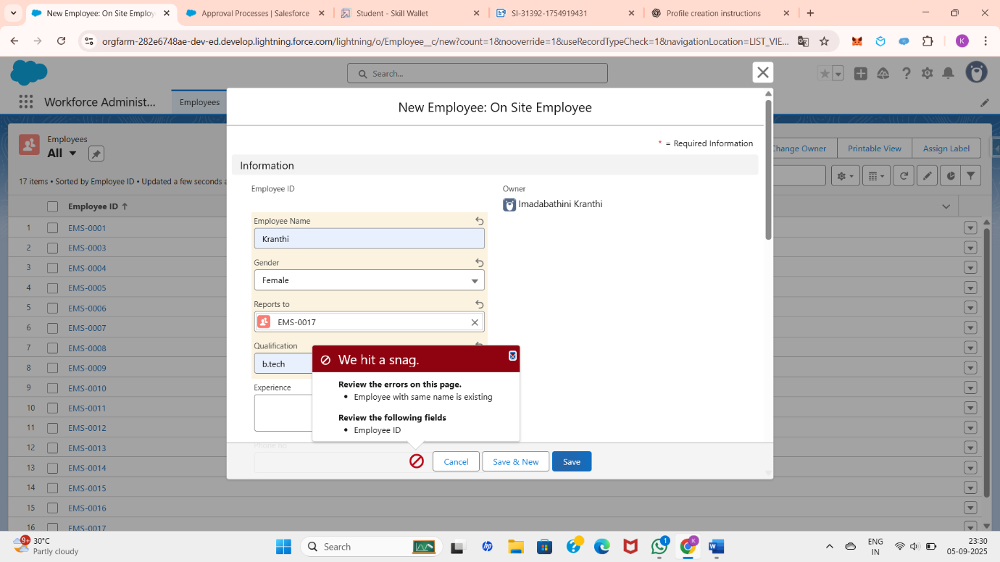 New Employee: On Site Employ
Approval Processes | Salesforce
Student - Skill Wallet
SI-31392-1754919431
Profile creation instructions
orgfarm-282e6748ae-dev-ed.develop.lightning.force.com/lightning/o/Employee__c/new?count=1&nooverride=1&useRecordTypeCheck=1&navigationLocation=LIST_VIE...
K
Search...
Workforce Administ...
Employees
New Employee: On Site Employee
* = Required Information
Employees
All
Change Owner
Printable View
Assign Label
17 items • Sorted by Employee ID • Updated a few seconds a
Information
Employee ID
Owner
Imadabathini Kranthi
Employee ID ↑
Employee Name
Kranthi
Gender
Female
Reports to
EMS-0017
Qualification
b.tech
Experience
Phone no
We hit a snag.
Review the errors on this page.
• Employee with same name is existing
Review the following fields
• Employee ID
Cancel
Save & New
Save
1 EMS-0001
2 EMS-0003
3 EMS-0004
4 EMS-0005
5 EMS-0006
6 EMS-0007
7 EMS-0008
8 EMS-0009
9 EMS-0010
10 EMS-0011
11 EMS-0012
12 EMS-0013
13 EMS-0014
14 EMS-0015
15 EMS-0016
16 EMS-0017
9+
30°C
Partly cloudy
Search
1
K
ENG
IN
23:30
05-09-2025